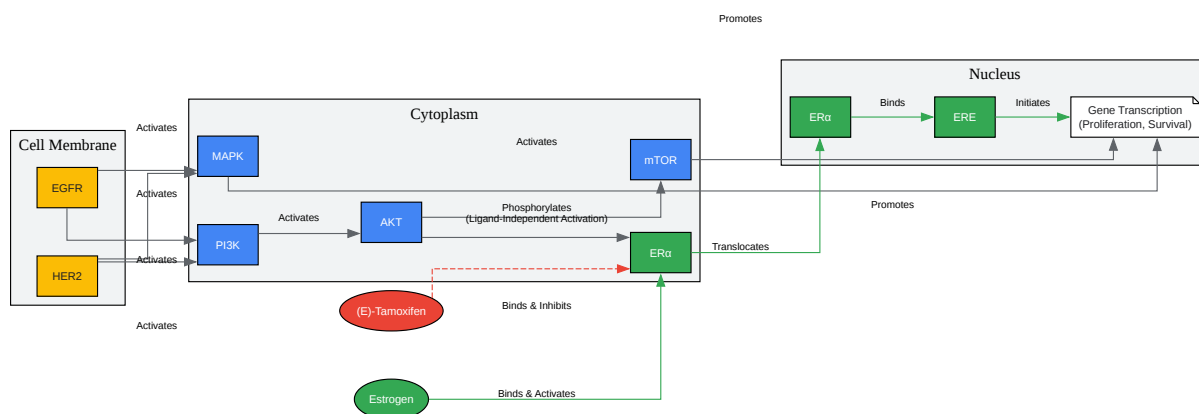 Promotes
Nucleus
ERα
Binds
ERE
Initiates
Gene Transcription
(Proliferation, Survival)
Cytoplasm
Cell Membrane
Activates
MAPK
Activates
mTOR
EGFR
Activates
Promotes
PI3K
Activates
AKT
Phosphorylates
(Ligand-Independent Activation)
ERα
Translocates
HER2
Activates
(E)-Tamoxifen
Binds & Inhibits
Activates
Estrogen
Binds & Activates